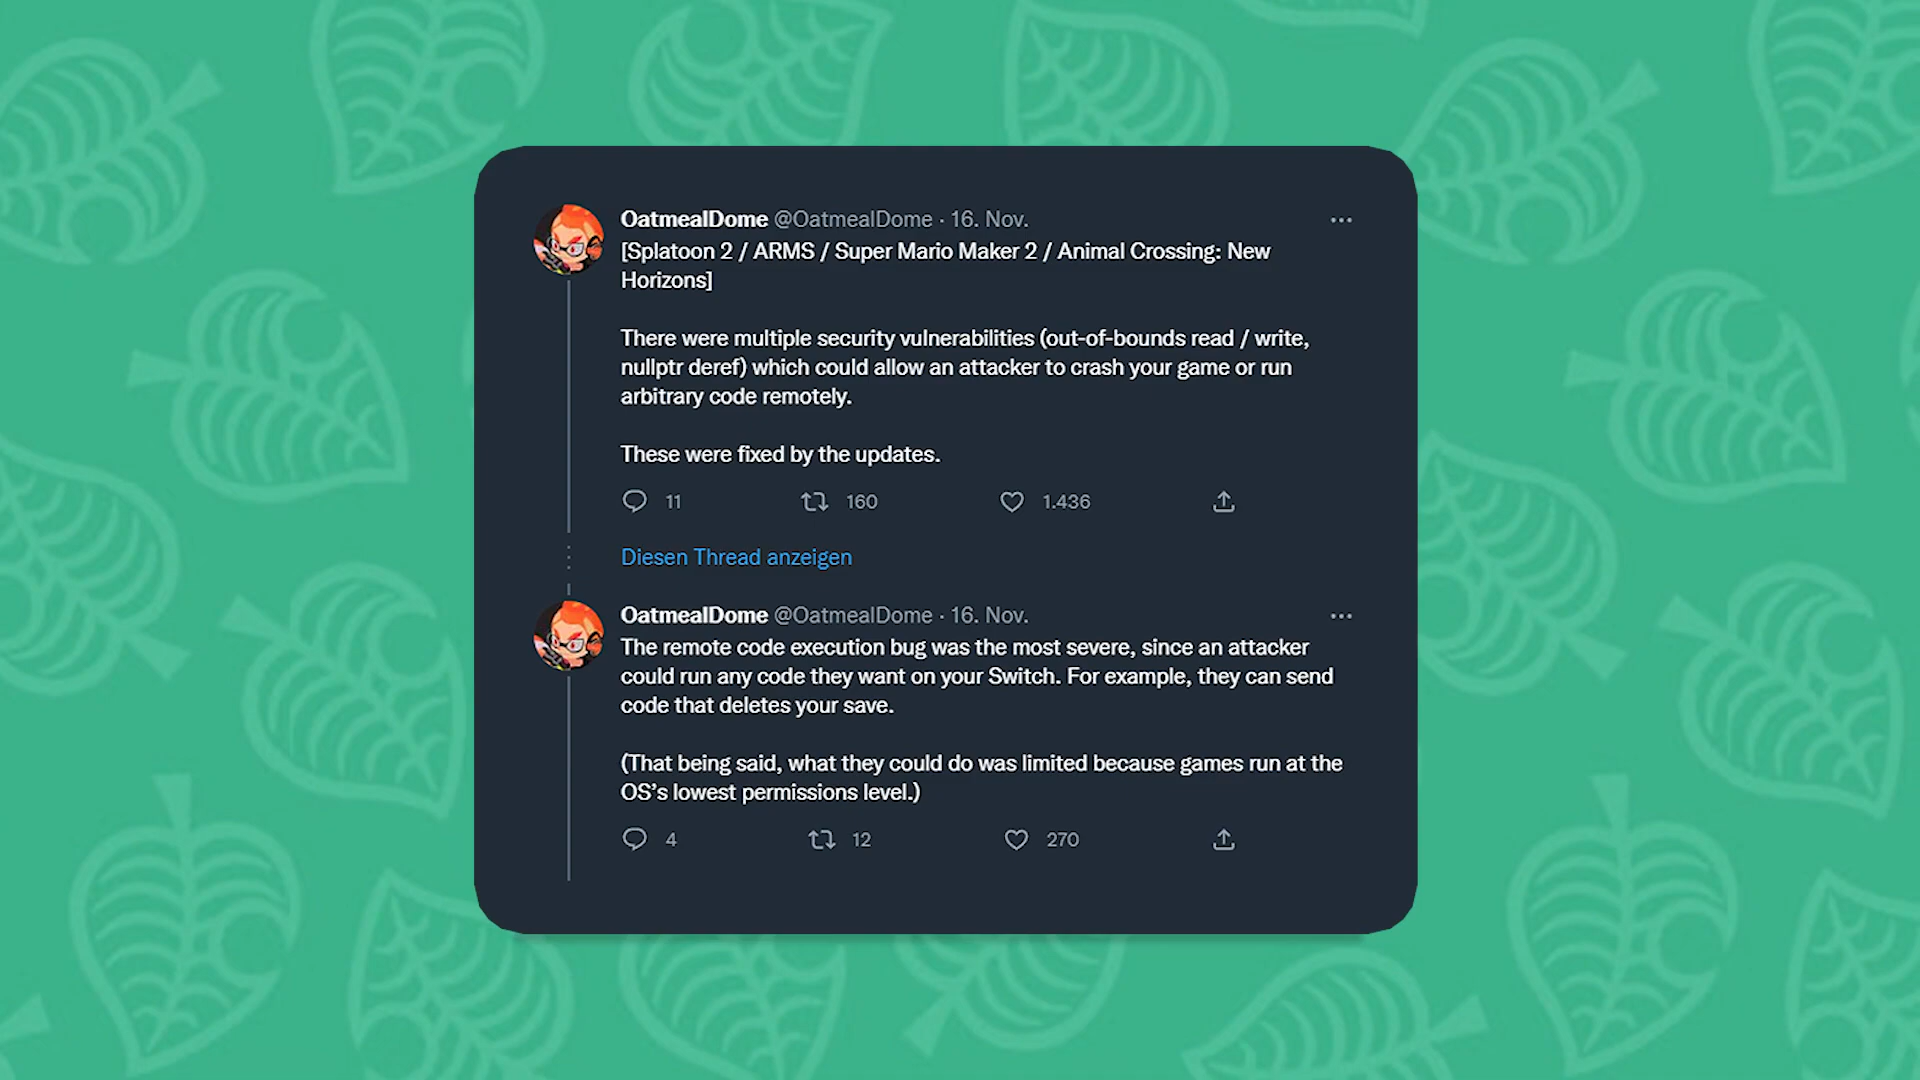 OatmealDome @OatmealDome · 16. Nov.
[Splatoon 2 / ARMS / Super Mario Maker 2 / Animal Crossing: New
Horizons]
There were multiple security vulnerabilities (out-of-bounds read / write,
nullptr deref) which could allow an attacker to crash your game or run
arbitrary code remotely.
These were fixed by the updates.
11 160 1.436
Diesen Thread anzeigen
OatmealDome @OatmealDome · 16. Nov.
The remote code execution bug was the most severe, since an attacker
could run any code they want on your Switch. For example, they can send
code that deletes your save.
(That being said, what they could do was limited because games run at the
OS’s lowest permissions level.)
4 12 270